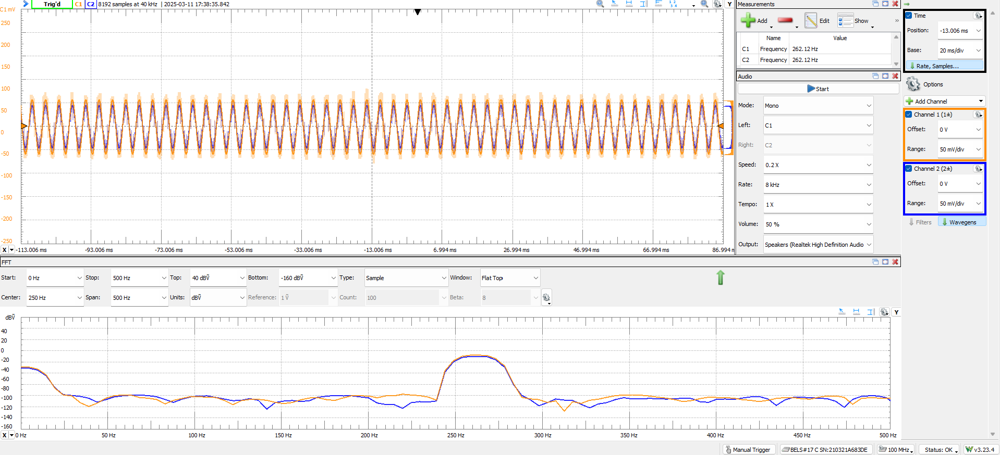 Trig'd C1 C2 8192 samples at 40 kHz | 2025-03-11 17:38:35.842
Y
C1 mV
250
200
150
100
50
0
-50
-100
-150
-200
-250
X
-113.006 ms -93.006 ms -73.006 ms -53.006 ms -33.006 ms -13.006 ms 6.994 ms 26.994 ms 46.994 ms 66.994 ms 86.994 m
Measurements
Add Edit Show »
Name Value
C1 Frequency 262.12 Hz
C2 Frequency 262.12 Hz
Audio
Start
Mode: Mono
Left: C1
Right: C2
Speed: 0.2 X
Rate: 8 kHz
Tempo: 1 X
Volume: 50 %
Output: Speakers (Realtek High Definition Audio
Time
Position: -13.006 ms
Base: 20 ms/div
Rate, Samples...
Options
Add Channel
Channel 1 (1±)
Offset: 0 V
Range: 50 mV/div
Channel 2 (2±)
Offset: 0 V
Range: 50 mV/div
Filters Wavegens
FFT
Start: 0 Hz Stop: 500 Hz Top: 40 dBṼ Bottom: -160 dBṼ Type: Sample Window: Flat Top
Center: 250 Hz Span: 500 Hz Units: dBṼ Reference: 1 Ṽ Count: 100 Beta: 8
Y
dBṼ
40
20
0
-20
-40
-60
-80
-100
-120
-140
-160
X
0 Hz 50 Hz 100 Hz 150 Hz 200 Hz 250 Hz 300 Hz 350 Hz 400 Hz 450 Hz 500 Hz
Manual Trigger BELS#17 C SN:210321A683DE 100 MHz Status: OK W v3.23.4